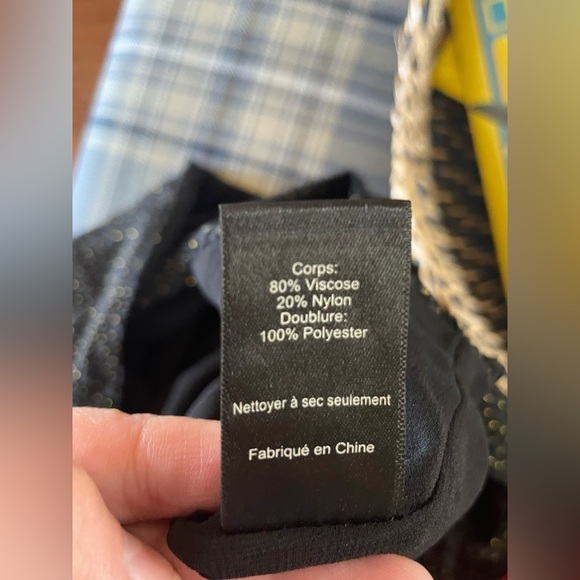 Corps:
80% Viscose
20% Nylon
Doublure:
100% Polyester
Nettoyer à sec seulement
Fabriqué en Chine